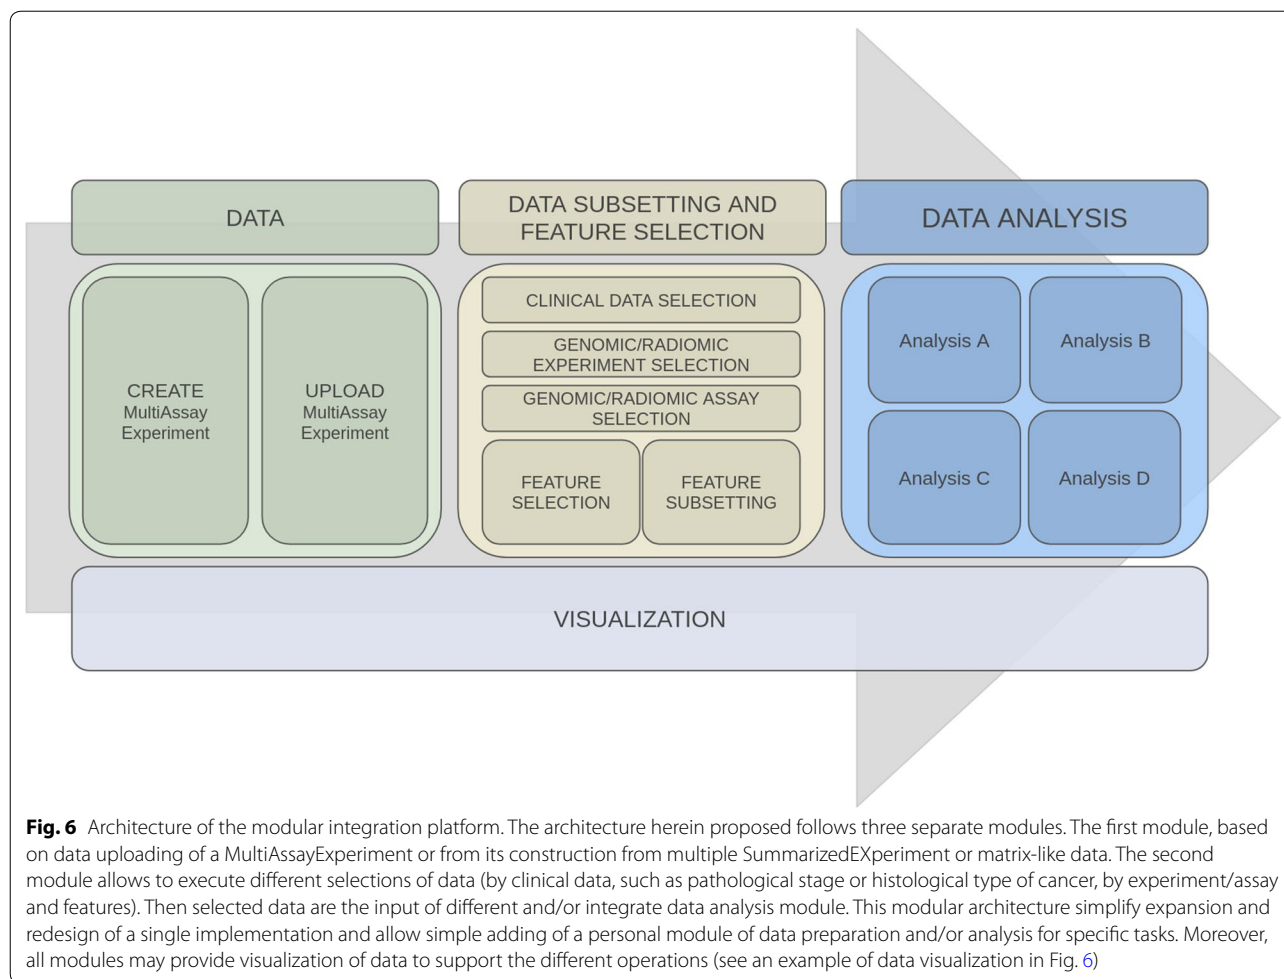 DATA
DATA SUBSETTING AND
FEATURE SELECTION
DATA ANALYSIS
CREATE
MultiAssay
Experiment
UPLOAD
MultiAssay
Experiment
CLINICAL DATA SELECTION
GENOMIC/RADIOMIC
EXPERIMENT SELECTION
GENOMIC/RADIOMIC ASSAY
SELECTION
FEATURE
SELECTION
FEATURE
SUBSETTING
Analysis A
Analysis B
Analysis C
Analysis D
VISUALIZATION
Fig. 6 Architecture of the modular integration platform. The architecture herein proposed follows three separate modules. The first module, based
on data uploading of a MultiAssayExperiment or from its construction from multiple SummarizedEXperiment or matrix-like data. The second
module allows to execute different selections of data (by clinical data, such as pathological stage or histological type of cancer, by experiment/assay
and features). Then selected data are the input of different and/or integrate data analysis module. This modular architecture simplify expansion and
redesign of a single implementation and allow simple adding of a personal module of data preparation and/or analysis for specific tasks. Moreover,
all modules may provide visualization of data to support the different operations (see an example of data visualization in Fig. 6)